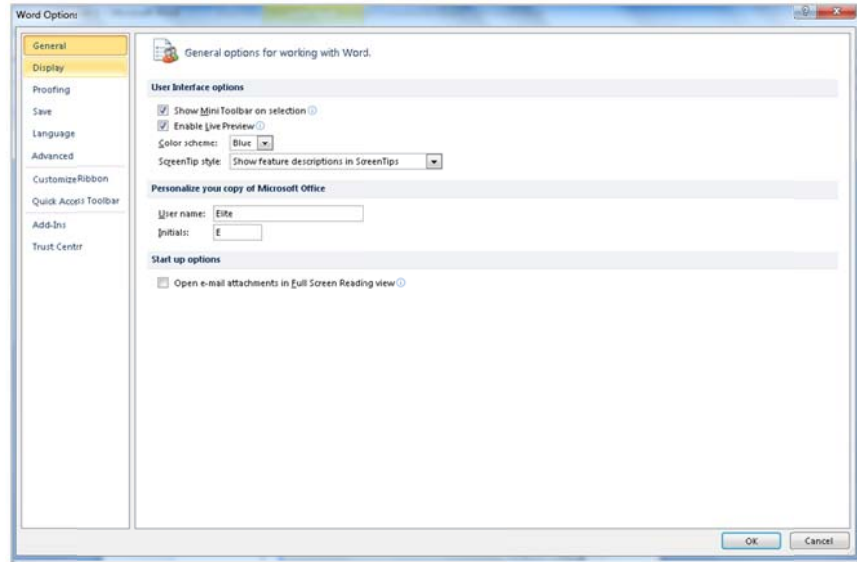 Word Options
General
Display
Proofing
Save
Language
Advanced
Customize Ribbon
Quick Access Toolbar
Add-Ins
Trust Center
General options for working with Word.
User Interface options
Show Mini Toolbar on selection
Enable Live Preview
Color scheme: Blue
ScreenTip style: Show feature descriptions in ScreenTips
Personalize your copy of Microsoft Office
User name: Elite
Initials: E
Start up options
Open e-mail attachments in Full Screen Reading view
OK Cancel